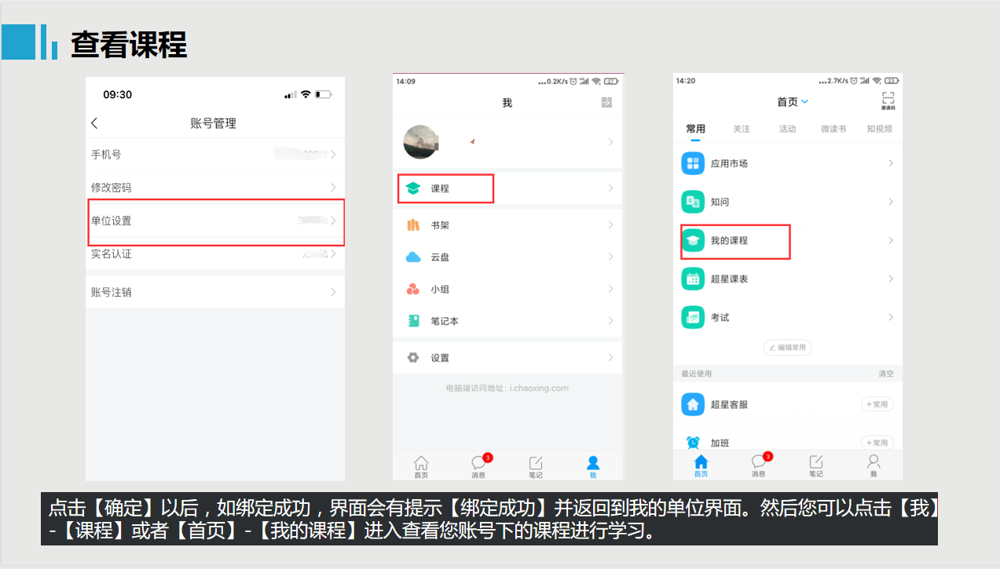 查看课程
09:30
账号管理
手机号
修改密码
单位设置
实名认证
账号注销
14:09
...0.2K/s
27
我
课程
书架
云盘
小组
笔记本
设置
电脑端访问地址：i.chaoxing.com
首页
3
消息
笔记
我
14:20
...2.7K/s
23
首页
邀请码
常用
关注
活动
微读书
知视频
应用市场
知问
我的课程
超星课表
考试
编辑常用
最近使用
清空
超星客服
+常用
加班
+常用
首页
3
消息
笔记
我
点击【确定】以后，如绑定成功，界面会有提示【绑定成功】并返回到我的单位界面。然后您可以点击【我】
-【课程】或者【首页】-【我的课程】进入查看您账号下的课程进行学习。